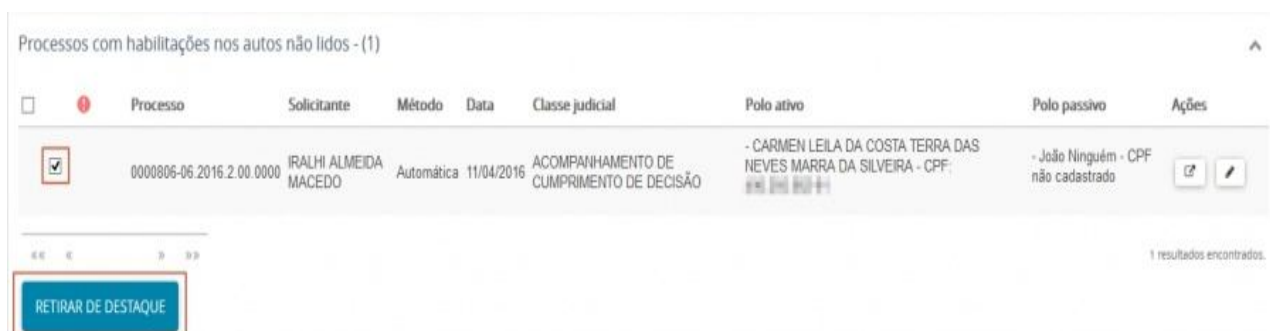 Processos com habilitações nos autos não lidos - (1)
Processo Solicitante Método Data Classe judicial Polo ativo Polo passivo Ações
0000806-06.2016.2.00.0000 IRALHI ALMEIDA MACEDO Automática 11/04/2016 ACOMPANHAMENTO DE CUMPRIMENTO DE DECISÃO - CARMEN LEILA DA COSTA TERRA DAS NEVES MARRA DA SILVEIRA - CPF: - João Ninguém - CPF não cadastrado
«« « » »»
1 resultados encontrados.
RETIRAR DE DESTAQUE